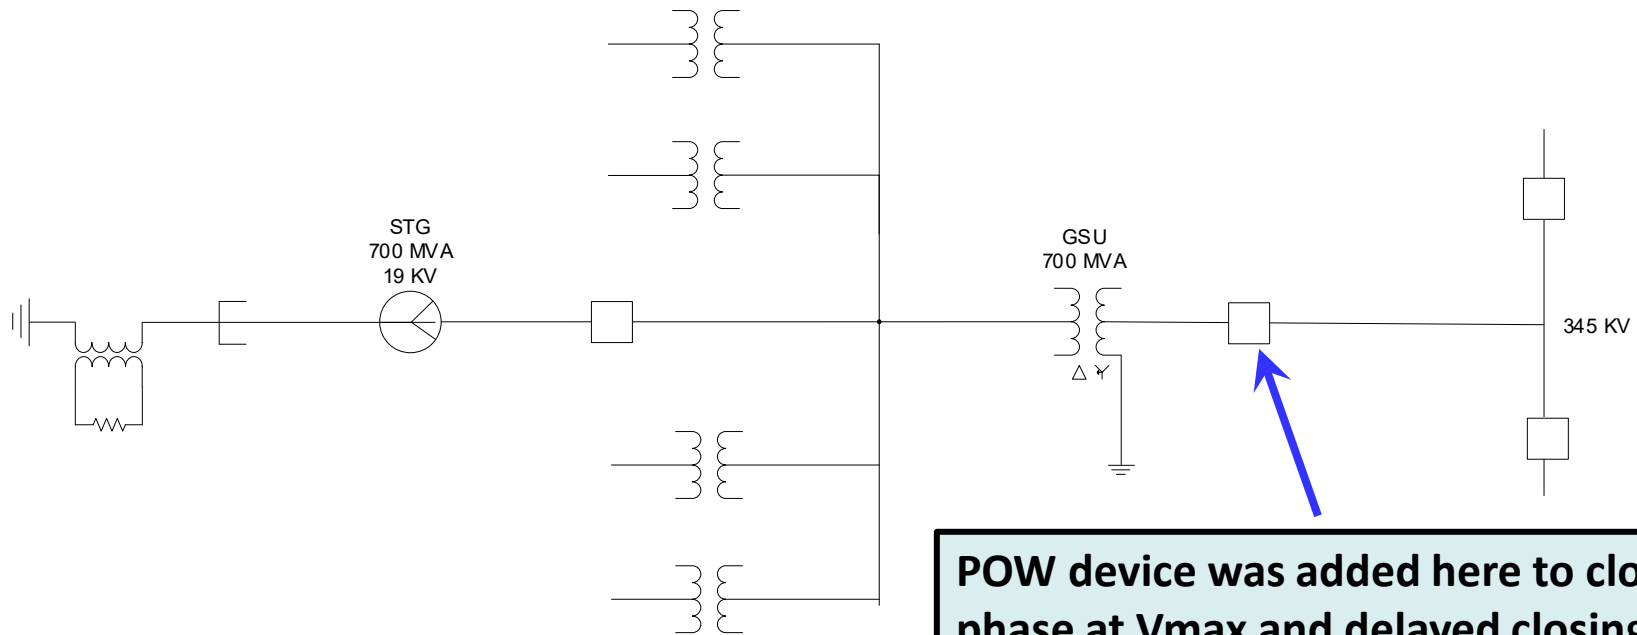 STG
700 MVA
19 KV
GSU
700 MVA
345 KV
POW device was added here to clo
phase at Vmax and delayed closing